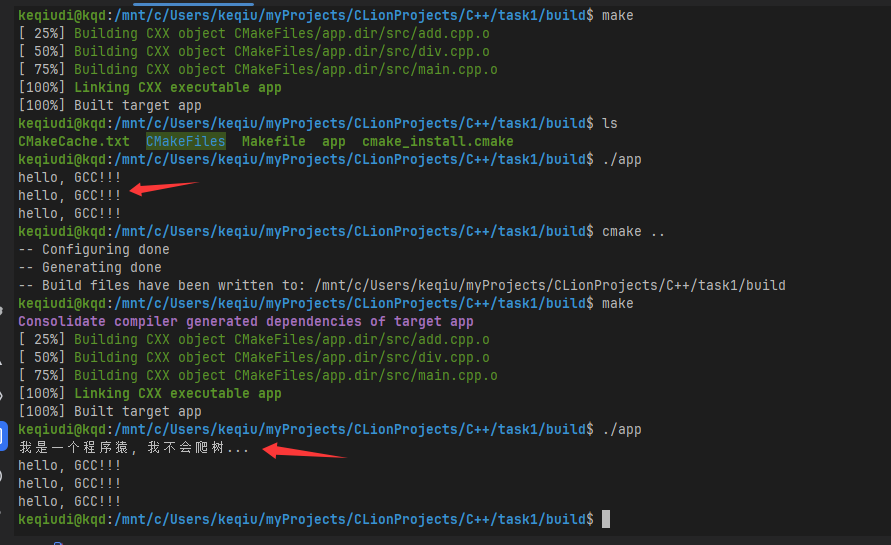 keqiudi@kqd:/mnt/c/Users/keqiu/myProjects/CLionProjects/C++/task1/build$ make
[ 25%] Building CXX object CMakeFiles/app.dir/src/add.cpp.o
[ 50%] Building CXX object CMakeFiles/app.dir/src/div.cpp.o
[ 75%] Building CXX object CMakeFiles/app.dir/src/main.cpp.o
[100%] Linking CXX executable app
[100%] Built target app
keqiudi@kqd:/mnt/c/Users/keqiu/myProjects/CLionProjects/C++/task1/build$ ls
CMakeCache.txt  CMakeFiles  Makefile  app  cmake_install.cmake
keqiudi@kqd:/mnt/c/Users/keqiu/myProjects/CLionProjects/C++/task1/build$ ./app
hello, GCC!!!
hello, GCC!!!
hello, GCC!!!
keqiudi@kqd:/mnt/c/Users/keqiu/myProjects/CLionProjects/C++/task1/build$ cmake ..
-- Configuring done
-- Generating done
-- Build files have been written to: /mnt/c/Users/keqiu/myProjects/CLionProjects/C++/task1/build
keqiudi@kqd:/mnt/c/Users/keqiu/myProjects/CLionProjects/C++/task1/build$ make
Consolidate compiler generated dependencies of target app
[ 25%] Building CXX object CMakeFiles/app.dir/src/add.cpp.o
[ 50%] Building CXX object CMakeFiles/app.dir/src/div.cpp.o
[ 75%] Building CXX object CMakeFiles/app.dir/src/main.cpp.o
[100%] Linking CXX executable app
[100%] Built target app
keqiudi@kqd:/mnt/c/Users/keqiu/myProjects/CLionProjects/C++/task1/build$ ./app
我是一个程序猿, 我不会爬树...
hello, GCC!!!
hello, GCC!!!
hello, GCC!!!
keqiudi@kqd:/mnt/c/Users/keqiu/myProjects/CLionProjects/C++/task1/build$